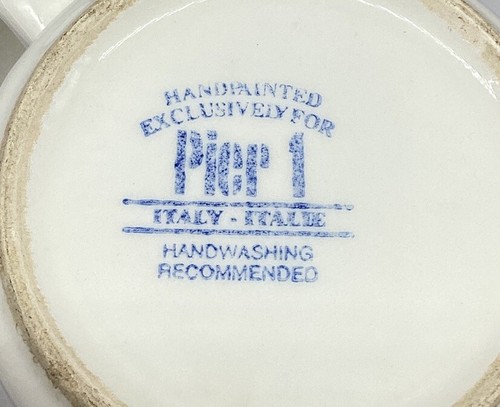 HANDPAINTED
EXCLUSIVELY FOR
Pier 1
ITALY - ITALIE
HANDWASHING
RECOMMENDED